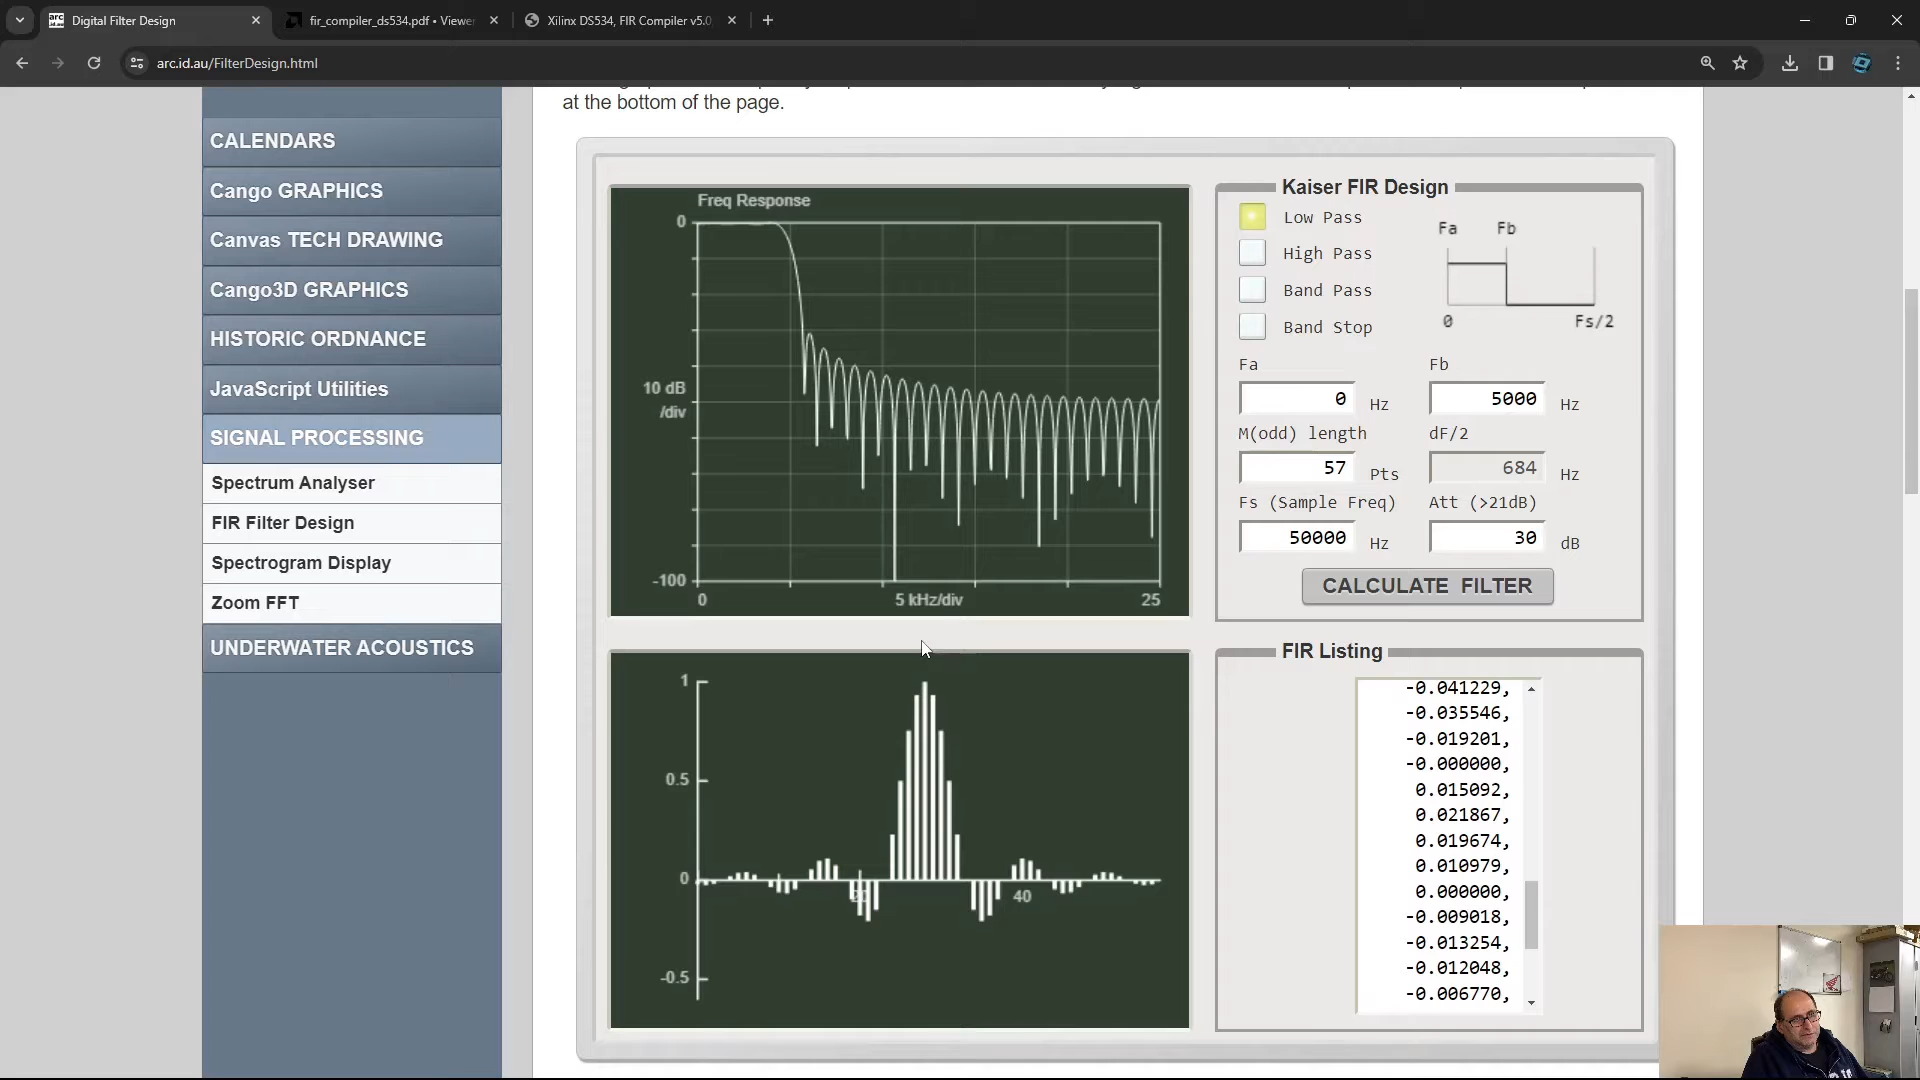 Digital Filter Design
fir_compiler_ds534.pdf • Viewer
Xilinx DS534, FIR Compiler v5.0
arc.id.au/FilterDesign.html
at the bottom of the page.
CALENDARS
Cango GRAPHICS
Canvas TECH DRAWING
Cango3D GRAPHICS
HISTORIC ORDNANCE
JavaScript Utilities
SIGNAL PROCESSING
Spectrum Analyser
FIR Filter Design
Spectrogram Display
Zoom FFT
UNDERWATER ACOUSTICS
Freq Response
0
10 dB
/div
-100
0
5 kHz/div
25
1
0.5
0
-0.5
20
40
Kaiser FIR Design
Low Pass
High Pass
Band Pass
Band Stop
Fa Fb
0 Fs/2
Fa Fb
0 Hz 5000 Hz
M(odd) length dF/2
57 Pts 684 Hz
Fs (Sample Freq) Att (>21dB)
50000 Hz 30 dB
CALCULATE FILTER
FIR Listing
-0.041229,
-0.035546,
-0.019201,
-0.000000,
0.015092,
0.021867,
0.019674,
0.010979,
0.000000,
-0.009018,
-0.013254,
-0.012048,
-0.006770,